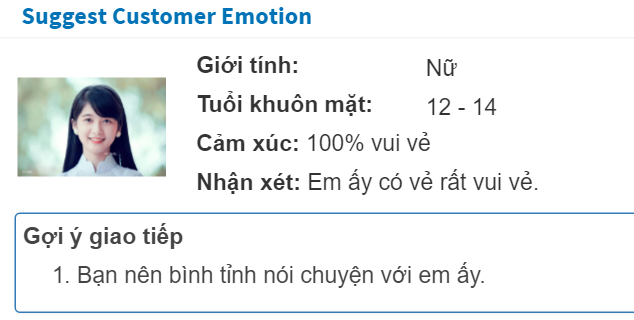 Suggest Customer Emotion
Giới tính: Nữ
Tuổi khuôn mặt: 12 - 14
Cảm xúc: 100% vui vẻ
Nhận xét: Em ấy có vẻ rất vui vẻ.
Gợi ý giao tiếp
1. Bạn nên bình tỉnh nói chuyện với em ấy.